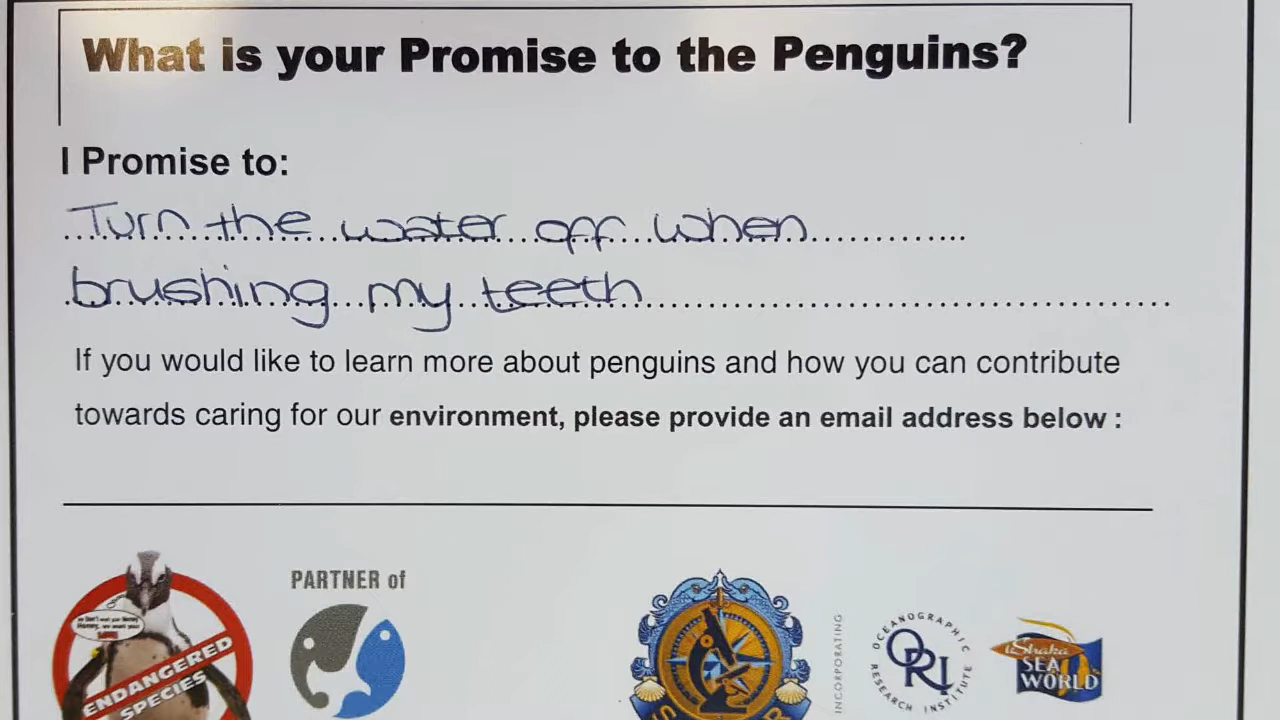 What is your Promise to the Penguins?
I Promise to:
Turn the water off when
brushing my teeth
If you would like to learn more about penguins and how you can contribute
towards caring for our environment, please provide an email address below :
PARTNER of
ENDANGERED
SPECIES
INCORPORATING
OCEANOGRAPHIC
RESEARCH INSTITUTE
ORI
uShaka
SEA
WORLD